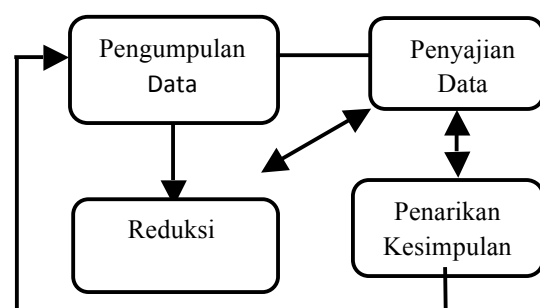 Pengumpulan
Data
Penyajian
Data
Reduksi
Penarikan
Kesimpulan